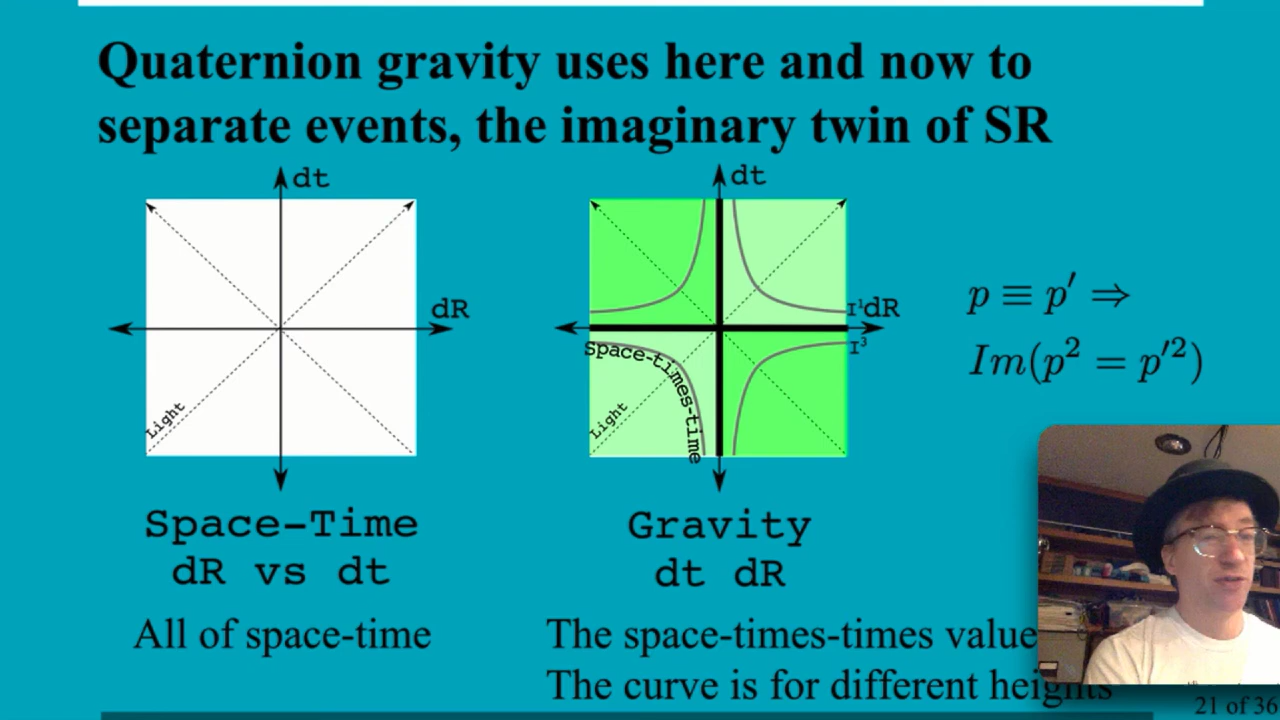 Quaternion gravity uses here and now to
separate events, the imaginary twin of SR
dt
dR
Light
Space-Time
dR vs dt
All of space-time
dt
I¹dR
I³
Space-times-time
Light
Gravity
dt dR
The space-times-times value
The curve is for different heights
p ≡ p′ ⇒
Im(p² = p′²)
21 of 36